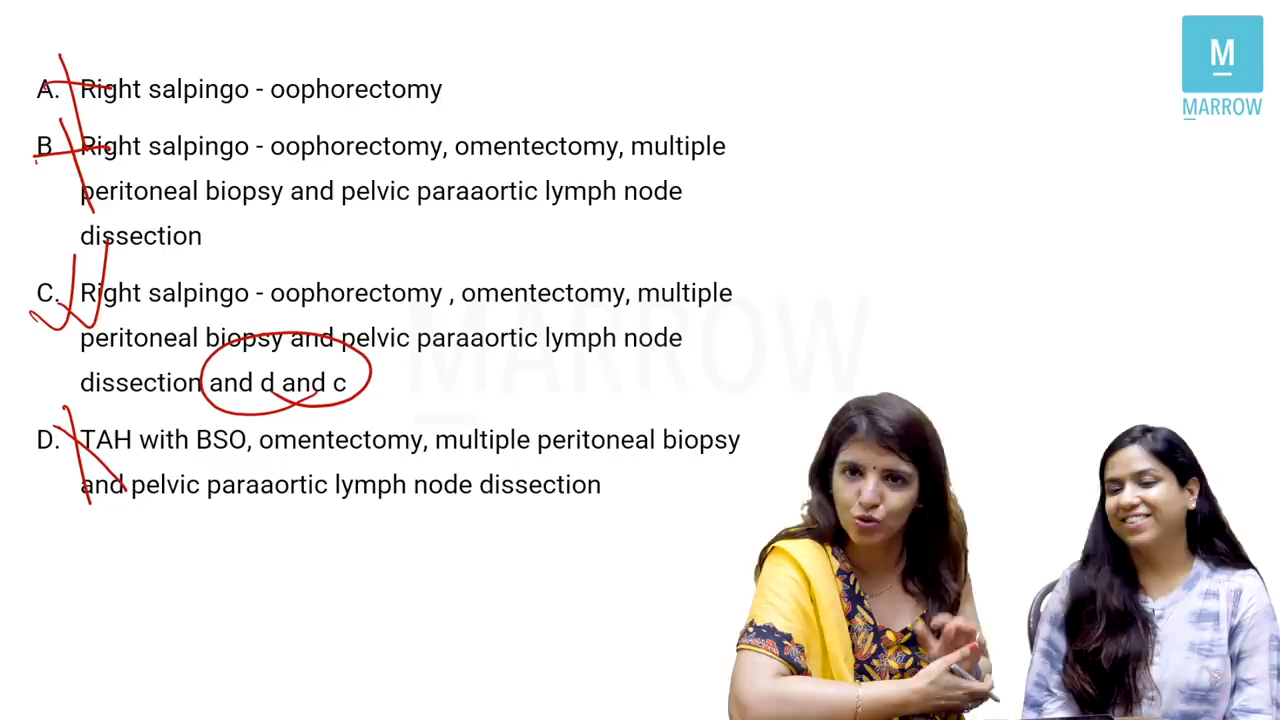 M
MARROW
A. Right salpingo - oophorectomy
B Right salpingo - oophorectomy, omentectomy, multiple
peritoneal biopsy and pelvic paraaortic lymph node
dissection
C. Right salpingo - oophorectomy , omentectomy, multiple
peritoneal biopsy and pelvic paraaortic lymph node
dissection and d and c
D. TAH with BSO, omentectomy, multiple peritoneal biopsy
and pelvic paraaortic lymph node dissection
MARROW